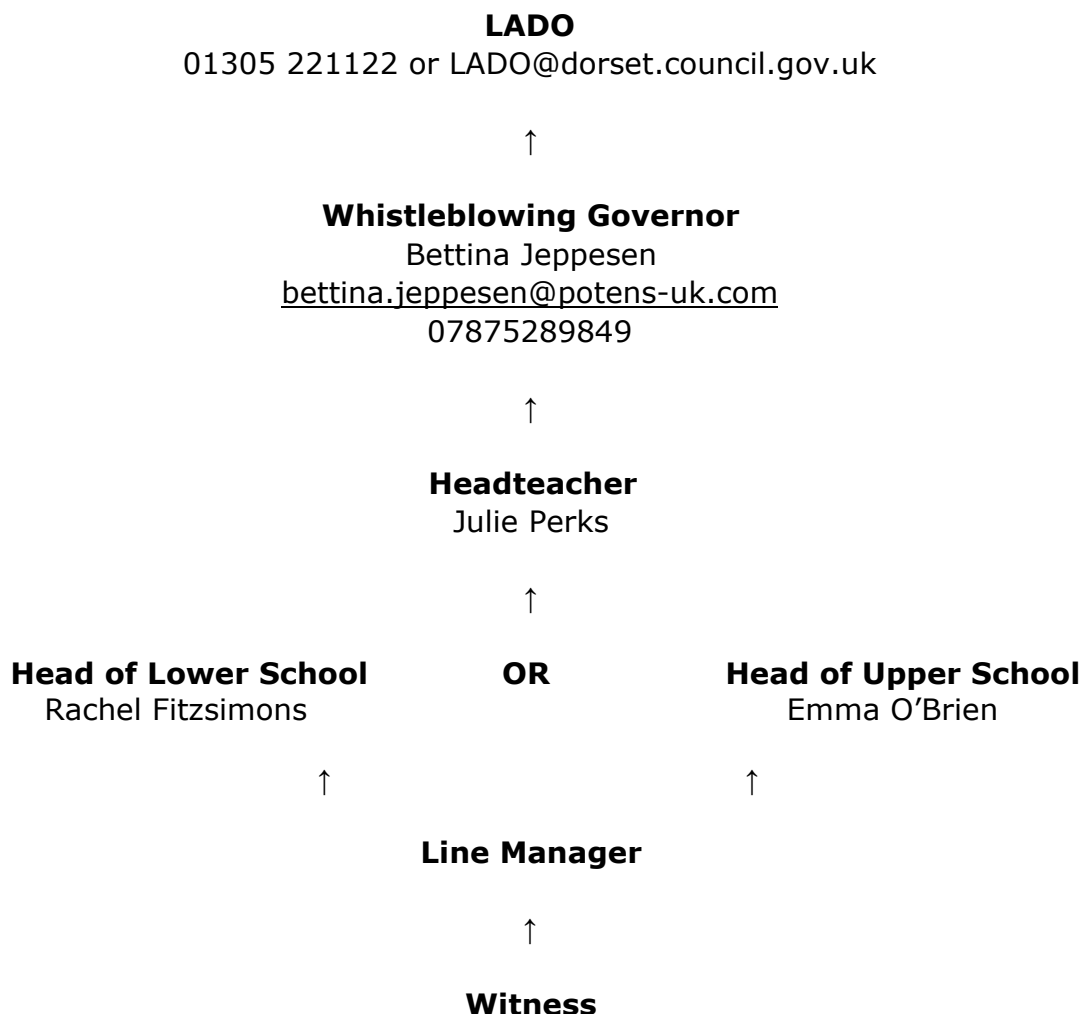 LADO
01305 221122 or LADO@dorset.council.gov.uk
↑
Whistleblowing Governor
Bettina Jeppesen
bettina.jeppesen@potens-uk.com
07875289849
↑
Headteacher
Julie Perks
↑
Head of Lower School OR Head of Upper School
Rachel Fitzsimons Emma O’Brien
↑ ↑
Line Manager
↑
Witness